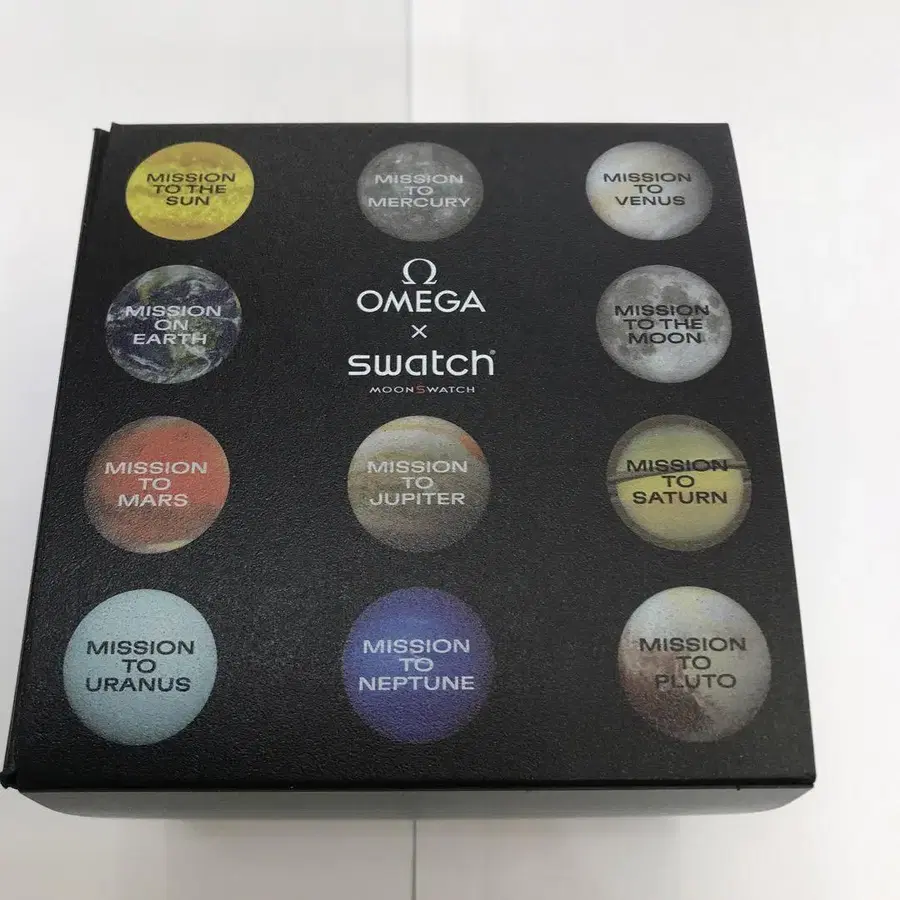 MISSION
TO THE
SUN
MISSION
TO
MERCURY
MISSION
TO
VENUS
MISSION
ON
EARTH
Ω
OMEGA
×
swatch®
MOONSWATCH
MISSION
TO THE
MOON
MISSION
TO
MARS
MISSION
TO
JUPITER
MISSION
TO
SATURN
MISSION
TO
URANUS
MISSION
TO
NEPTUNE
MISSION
TO
PLUTO